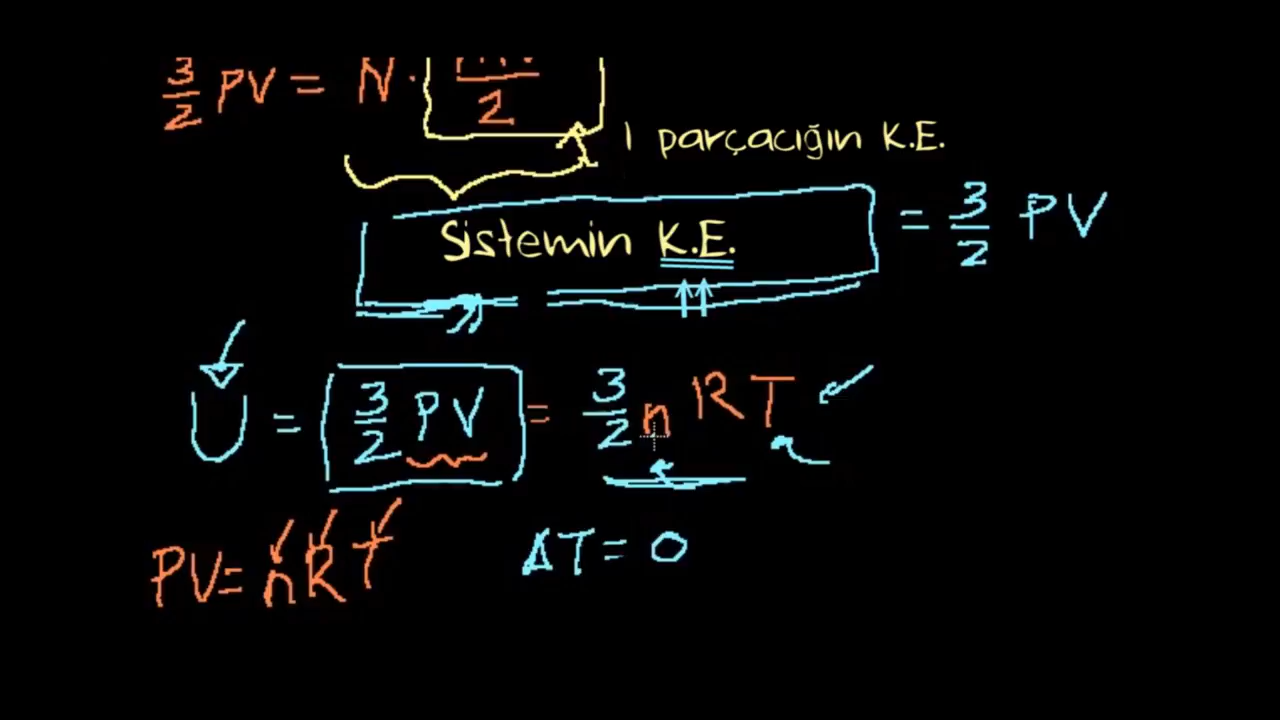 3/2 PV = N · /2
1 parçacığın K.E.
Sistemin K.E. = 3/2 PV
U = 3/2 PV = 3/2 n R T
PV = nRT
ΔT = 0